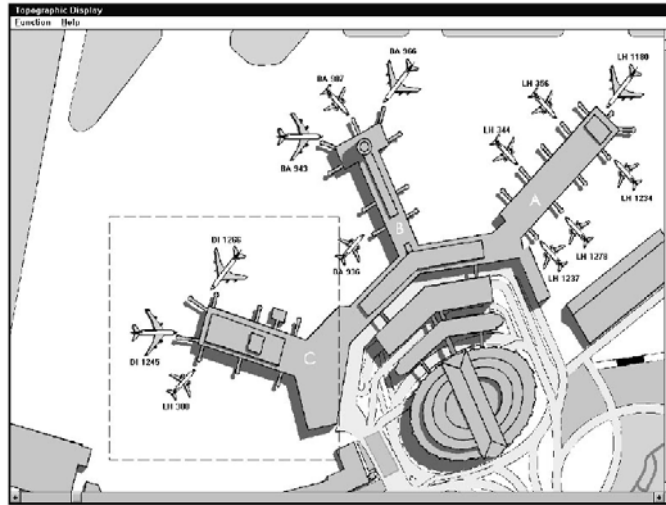 Topographic Display
Function Help
BA 966
BA 987
LH 1180
LH 356
BA 943
LH 344
A
LH 1234
B
BA 936
LH 1278
LH 1237
DI 1266
DI 1245
C
LH 300